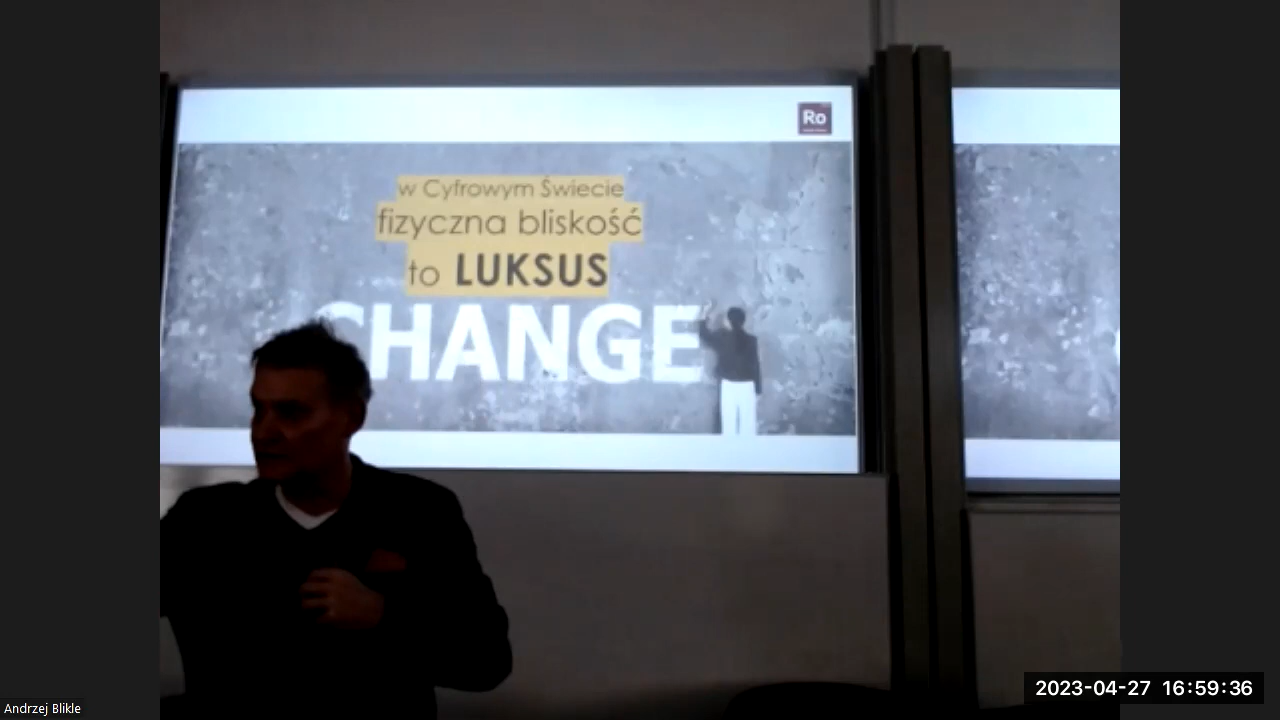 Ro
w Cyfrowym Świecie
fizyczna bliskość
to LUKSUS
CHANGE
Andrzej Blikle
2023-04-27 16:59:36